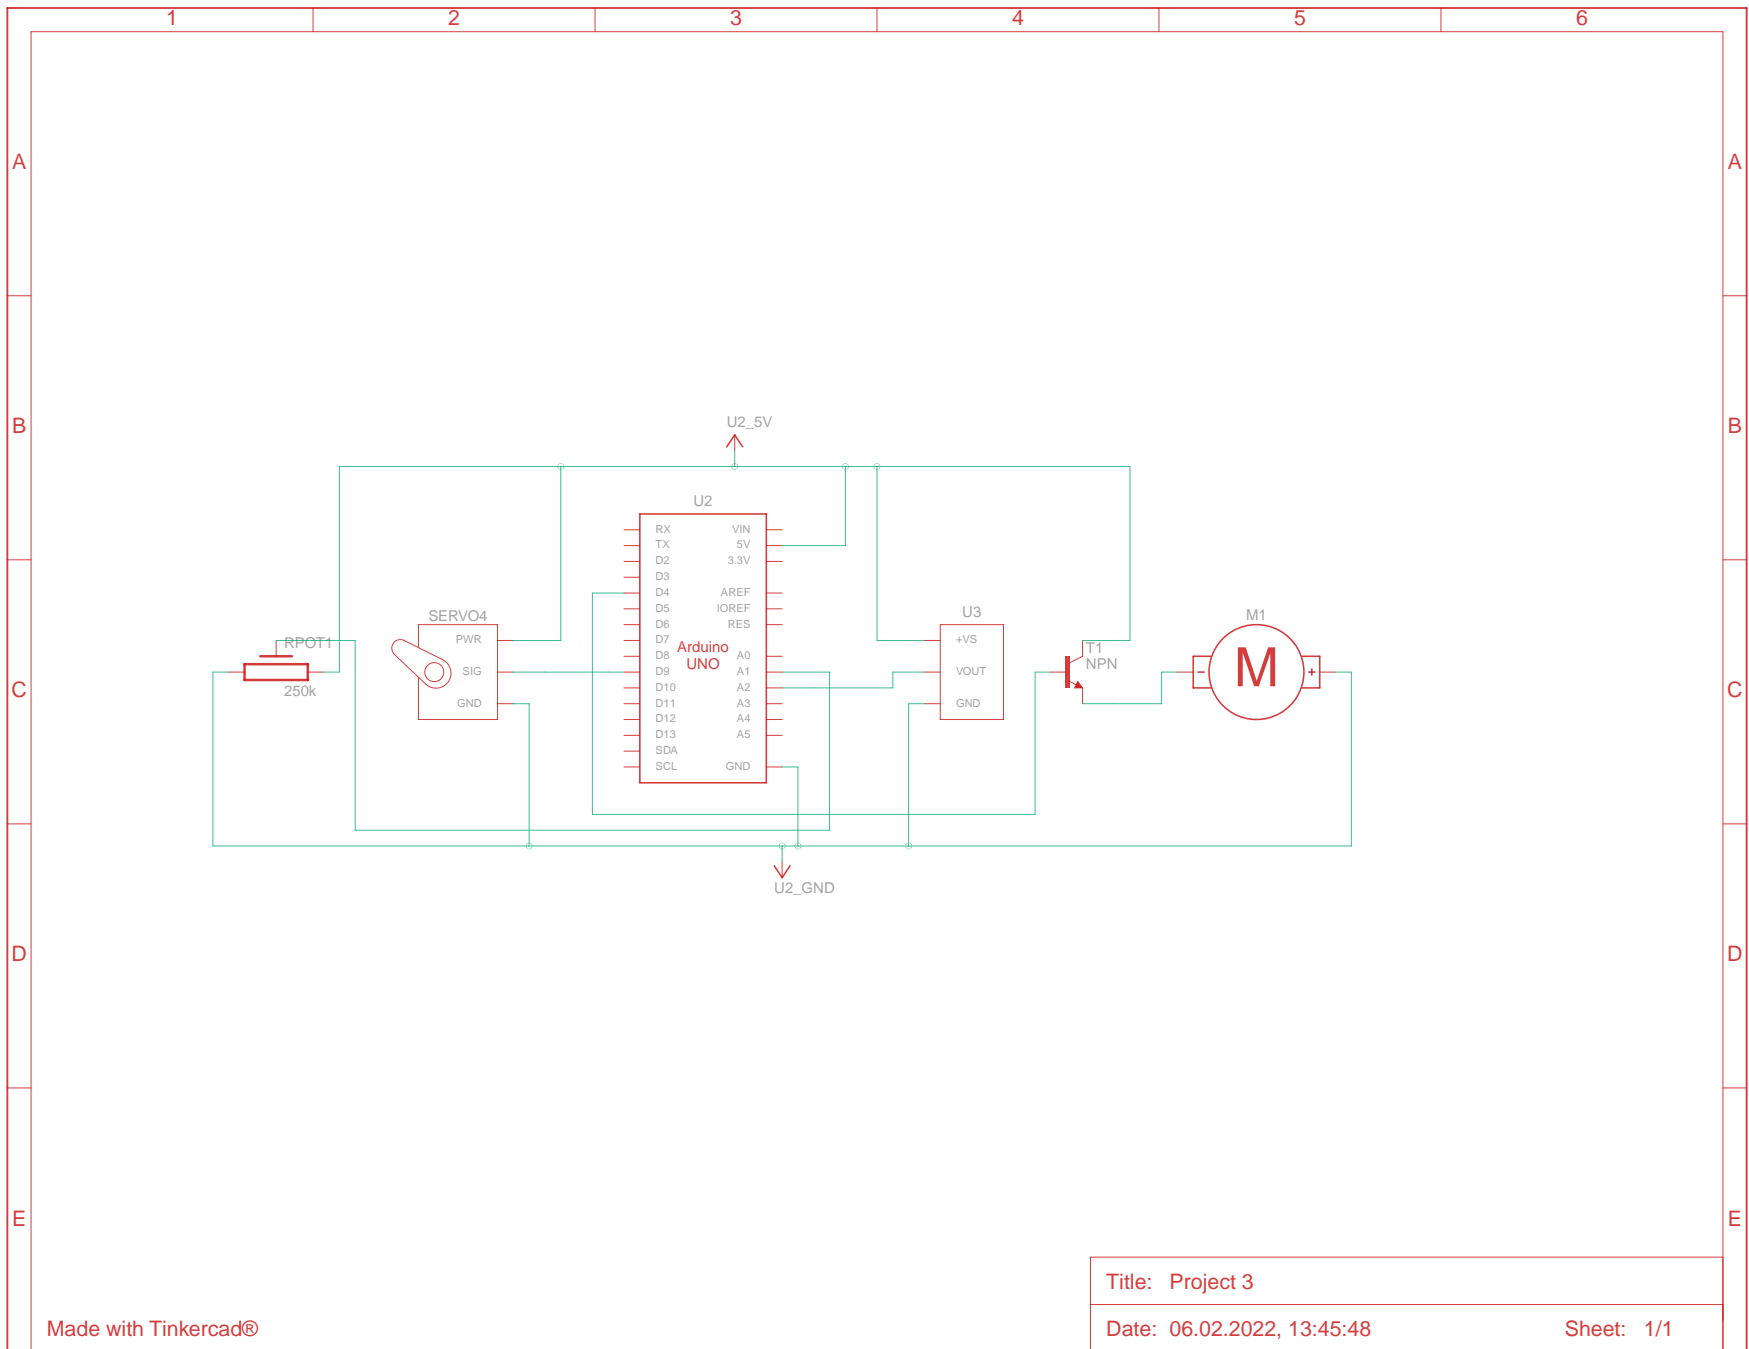 1 2 3 4 5 6
A A
B B
U2_5V
U2
RX VIN
TX 5V
D2 3.3V
D3
D4 AREF
D5 IOREF
D6 RES
D7
D8 A0
D9 A1
D10 A2
D11 A3
D12 A4
D13 A5
SDA
SCL GND
Arduino
UNO
SERVO4
PWR
SIG
GND
RPOT1
250k
U3
+VS
VOUT
GND
T1
NPN
M1
- M +
C C
U2_GND
D D
E E
Title: Project 3
Made with Tinkercad®
Date: 06.02.2022, 13:45:48 Sheet: 1/1